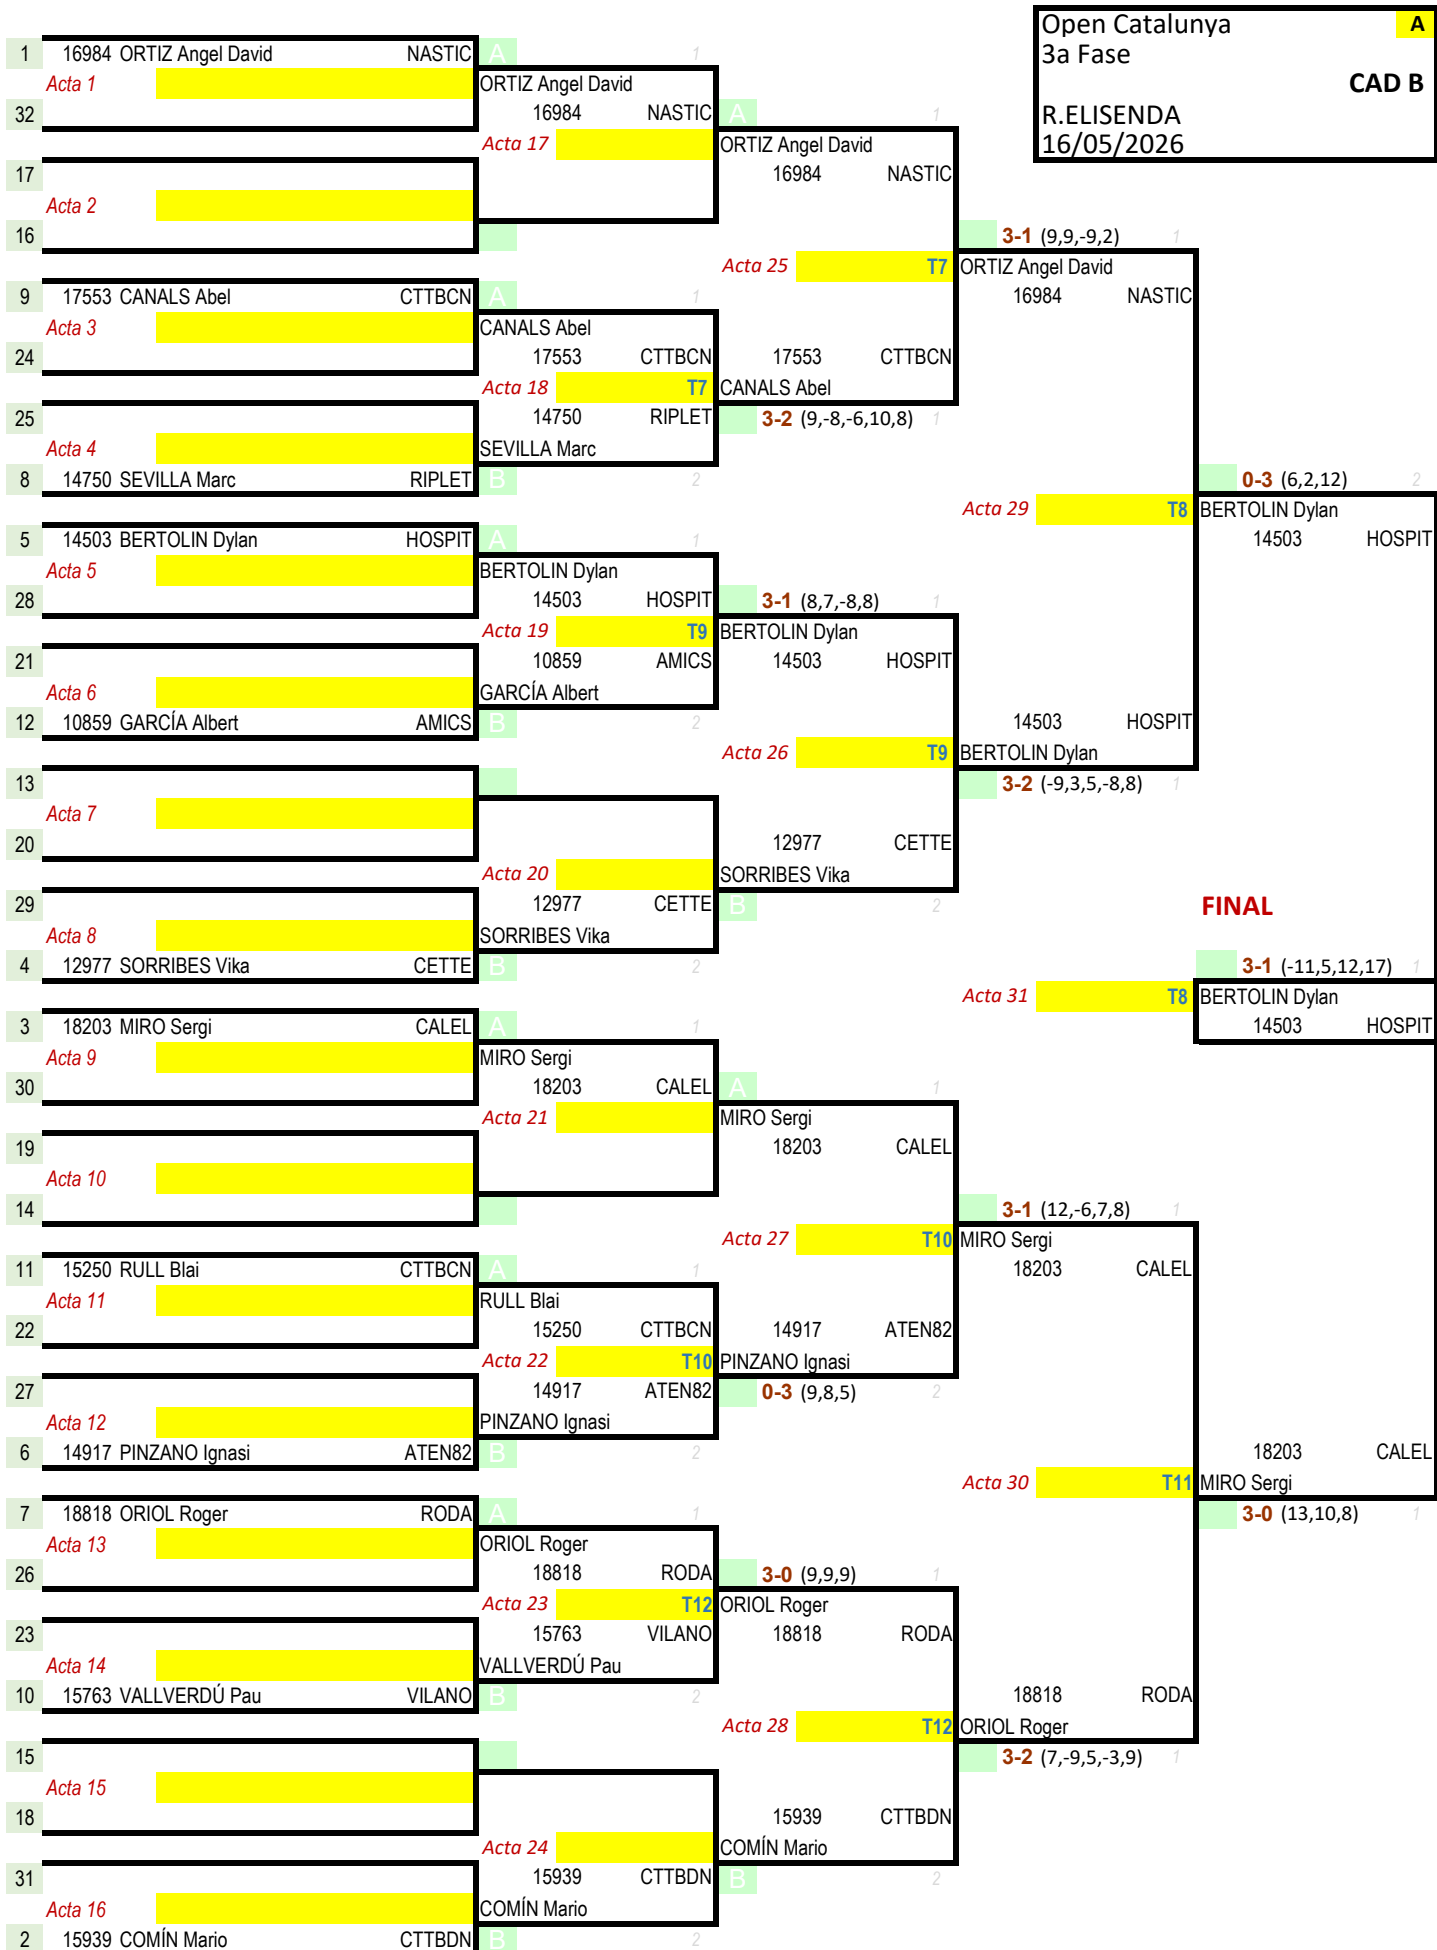 Open Catalunya A
3a Fase
CAD B
R.ELISENDA
16/05/2026
1 16984 ORTIZ Angel David NASTIC A 1
Acta 1
ORTIZ Angel David
32
16984 NASTIC A 1
Acta 17
ORTIZ Angel David
17
16984 NASTIC
Acta 2
16
3-1 (9,9,-9,2) 1
Acta 25 T7 ORTIZ Angel David
9 17553 CANALS Abel CTTBCN A 1
16984 NASTIC
Acta 3
CANALS Abel
24
17553 CTTBCN
17553 CTTBCN
Acta 18 T7 CANALS Abel
25
14750 RIPLET
3-2 (9,-8,-6,10,8) 1
Acta 4
SEVILLA Marc
8 14750 SEVILLA Marc RIPLET B 2
0-3 (6,2,12) 2
Acta 29 T8 BERTOLIN Dylan
5 14503 BERTOLIN Dylan HOSPIT A 1
14503 HOSPIT
Acta 5
BERTOLIN Dylan
28
14503 HOSPIT
3-1 (8,7,-8,8) 1
Acta 19 T9 BERTOLIN Dylan
21
10859 AMICS
14503 HOSPIT
Acta 6
GARCÍA Albert
12 10859 GARCÍA Albert AMICS B 2
14503 HOSPIT
Acta 26 T9 BERTOLIN Dylan
13
3-2 (-9,3,5,-8,8) 1
Acta 7
20
12977 CETTE
Acta 20
SORRIBES Vika
29
12977 CETTE B 2
FINAL
Acta 8
SORRIBES Vika
4 12977 SORRIBES Vika CETTE B 2
3-1 (-11,5,12,17) 1
Acta 31 T8 BERTOLIN Dylan
3 18203 MIRO Sergi CALEL A 1
14503 HOSPIT
Acta 9
MIRO Sergi
30
18203 CALEL A 1
Acta 21
MIRO Sergi
19
18203 CALEL
Acta 10
14
3-1 (12,-6,7,8) 1
Acta 27 T10 MIRO Sergi
11 15250 RULL Blai CTTBCN A 1
18203 CALEL
Acta 11
RULL Blai
22
15250 CTTBCN
14917 ATEN82
Acta 22 T10 PINZANO Ignasi
27
14917 ATEN82
0-3 (9,8,5) 2
Acta 12
PINZANO Ignasi
6 14917 PINZANO Ignasi ATEN82 B 2
18203 CALEL
Acta 30 T11 MIRO Sergi
7 18818 ORIOL Roger RODA A 1
3-0 (13,10,8) 1
Acta 13
ORIOL Roger
26
18818 RODA
3-0 (9,9,9) 1
Acta 23 T12 ORIOL Roger
23
15763 VILANO
18818 RODA
Acta 14
VALLVERDÚ Pau
10 15763 VALLVERDÚ Pau VILANO B 2
18818 RODA
Acta 28 T12 ORIOL Roger
15
3-2 (7,-9,5,-3,9) 1
Acta 15
18
15939 CTTBDN
Acta 24
COMÍN Mario
31
15939 CTTBDN B 2
Acta 16
COMÍN Mario
2 15939 COMÍN Mario CTTBDN B 2